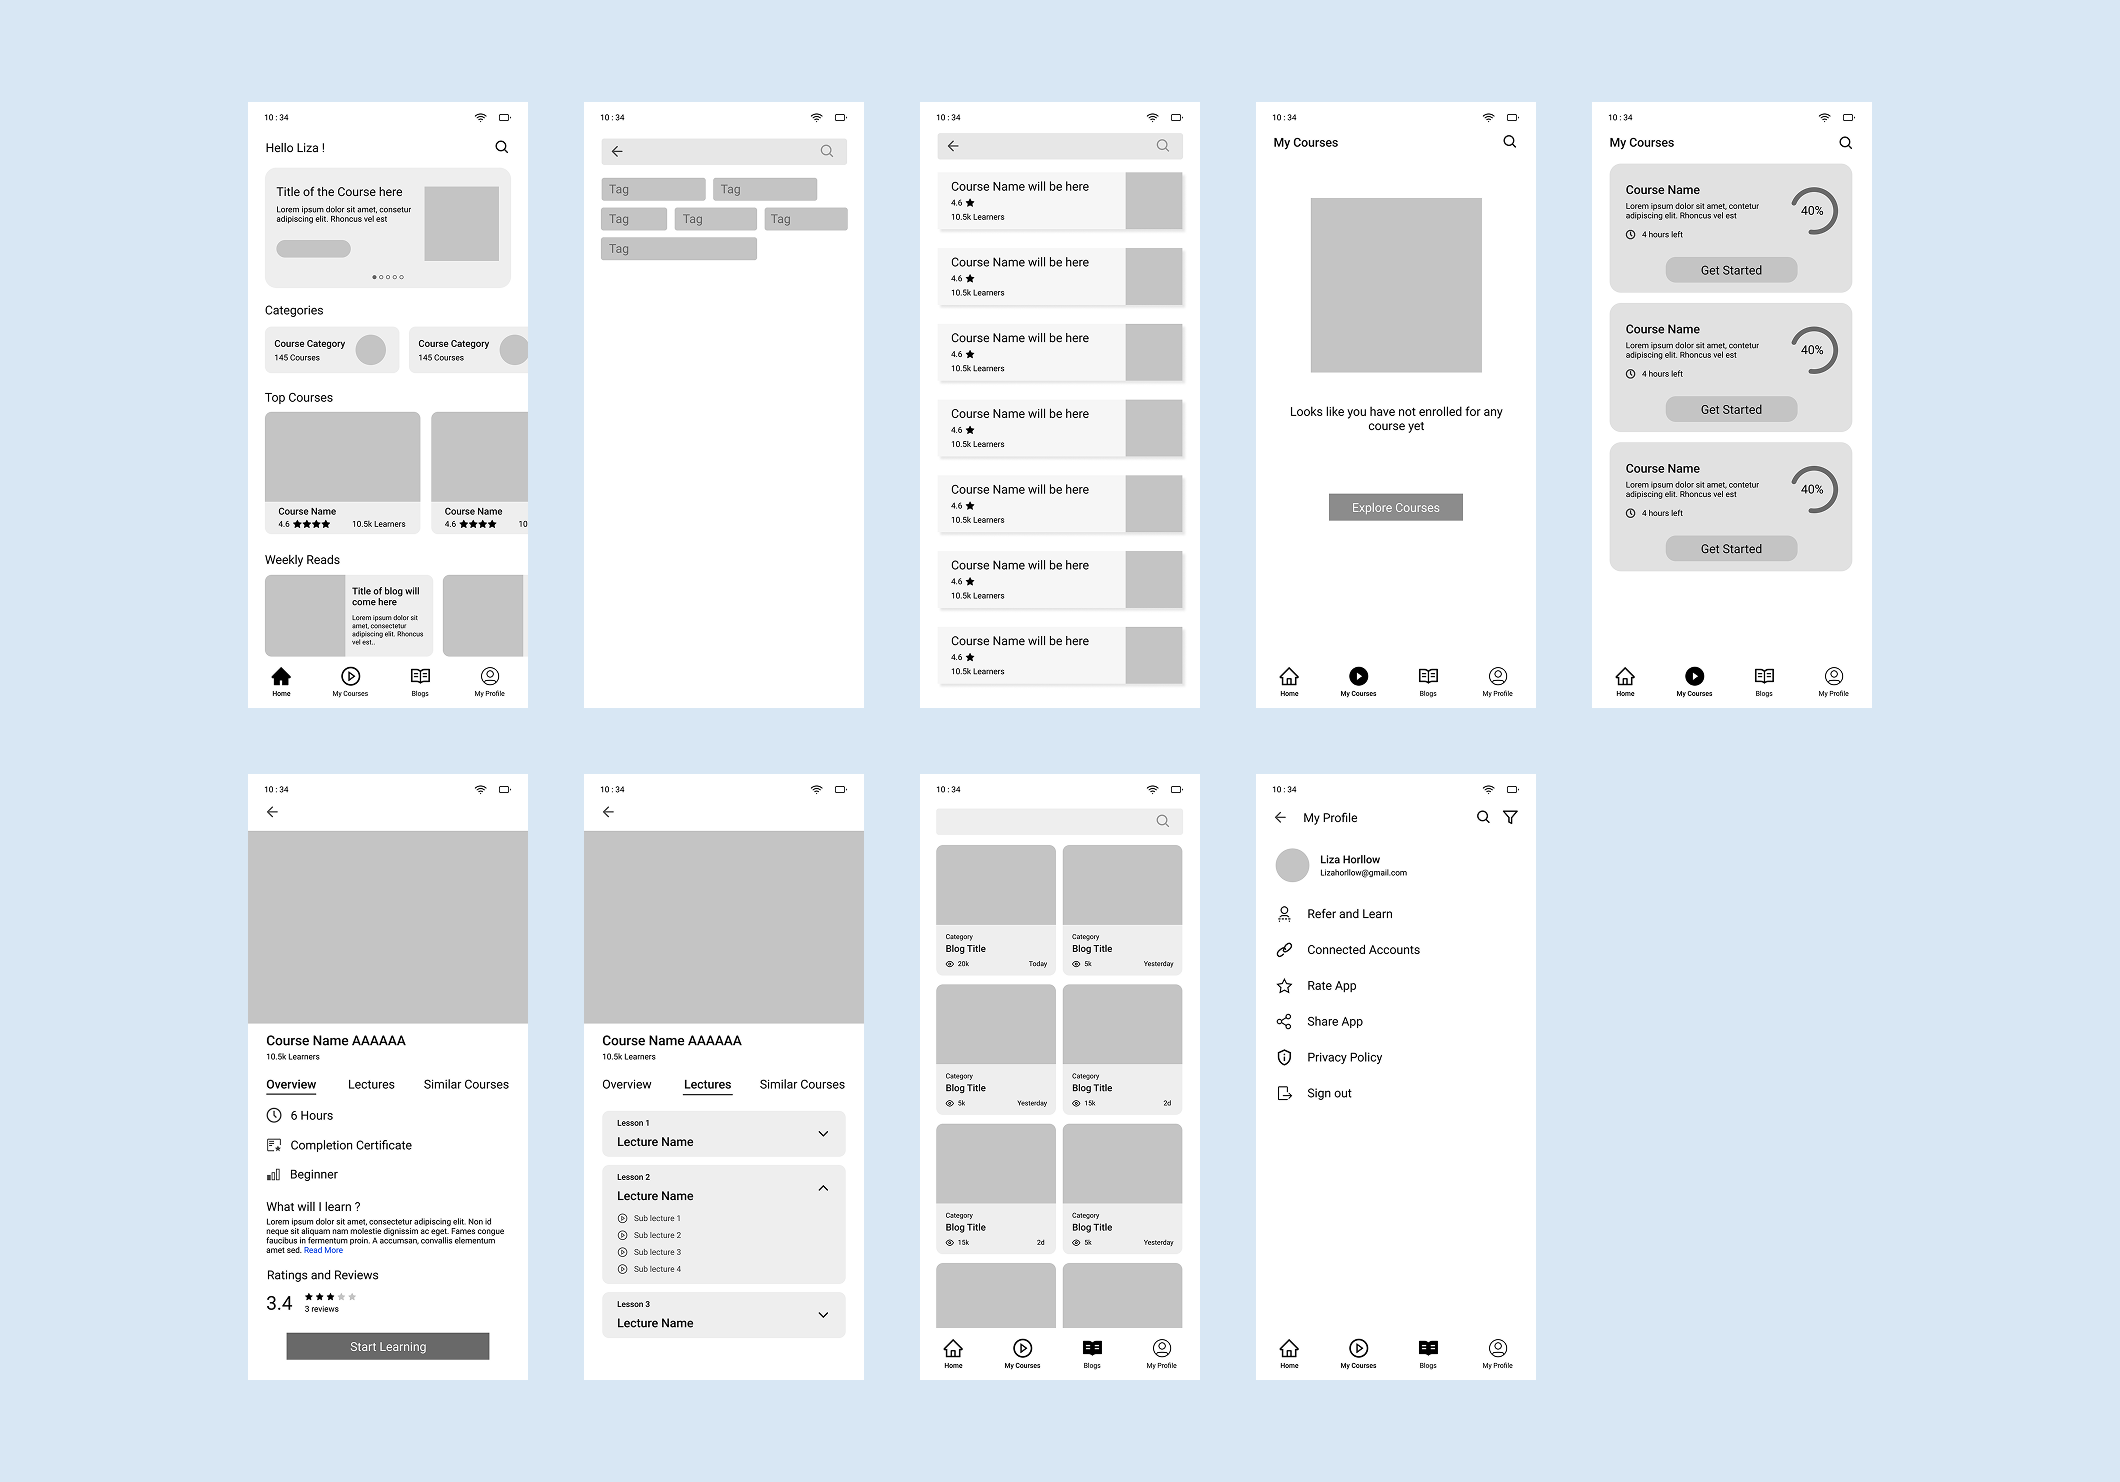 10 : 34
Hello Liza !
Title of the Course here
Lorem ipsum dolor sit amet, consetur
adipiscing elit. Rhoncus vel est
Categories
Course Category
145 Courses
Course Category
145 Courses
Top Courses
Course Name
4.6
10.5k Learners
Course Name
4.6
10
Weekly Reads
Title of blog will
come here
Lorem ipsum dolor sit
amet, consectetur
adipiscing elit. Rhoncus
vel est..
Home
My Courses
Blogs
My Profile
10 : 34
Tag
Tag
Tag
Tag
Tag
Tag
10 : 34
Course Name will be here
4.6
10.5k Learners
Course Name will be here
4.6
10.5k Learners
Course Name will be here
4.6
10.5k Learners
Course Name will be here
4.6
10.5k Learners
Course Name will be here
4.6
10.5k Learners
Course Name will be here
4.6
10.5k Learners
Course Name will be here
4.6
10.5k Learners
10 : 34
My Courses
Looks like you have not enrolled for any
course yet
Explore Courses
Home
My Courses
Blogs
My Profile
10 : 34
My Courses
Course Name
Lorem ipsum dolor sit amet, contetur
adipiscing elit. Rhoncus vel est
4 hours left
40%
Get Started
Course Name
Lorem ipsum dolor sit amet, contetur
adipiscing elit. Rhoncus vel est
4 hours left
40%
Get Started
Course Name
Lorem ipsum dolor sit amet, contetur
adipiscing elit. Rhoncus vel est
4 hours left
40%
Get Started
Home
My Courses
Blogs
My Profile
10 : 34
Course Name AAAAAA
10.5k Learners
Overview
Lectures
Similar Courses
6 Hours
Completion Certificate
Beginner
What will I learn ?
Lorem ipsum dolor sit amet, consectetur adipiscing elit. Non id
neque sit aliquam nam molestie dignissim ac eget. Fames congue
faucibus in fermentum proin. A accumsan, convallis elementum
amet sed. Read More
Ratings and Reviews
3.4
3 reviews
Start Learning
10 : 34
Course Name AAAAAA
10.5k Learners
Overview
Lectures
Similar Courses
Lesson 1
Lecture Name
Lesson 2
Lecture Name
Sub lecture 1
Sub lecture 2
Sub lecture 3
Sub lecture 4
Lesson 3
Lecture Name
10 : 34
Category
Blog Title
20k
Today
Category
Blog Title
5k
Yesterday
Category
Blog Title
5k
Yesterday
Category
Blog Title
15k
2d
Category
Blog Title
15k
2d
Category
Blog Title
5k
Yesterday
Home
My Courses
Blogs
My Profile
10 : 34
My Profile
Liza Horllow
Lizahorllow@gmail.com
Refer and Learn
Connected Accounts
Rate App
Share App
Privacy Policy
Sign out
Home
My Courses
Blogs
My Profile